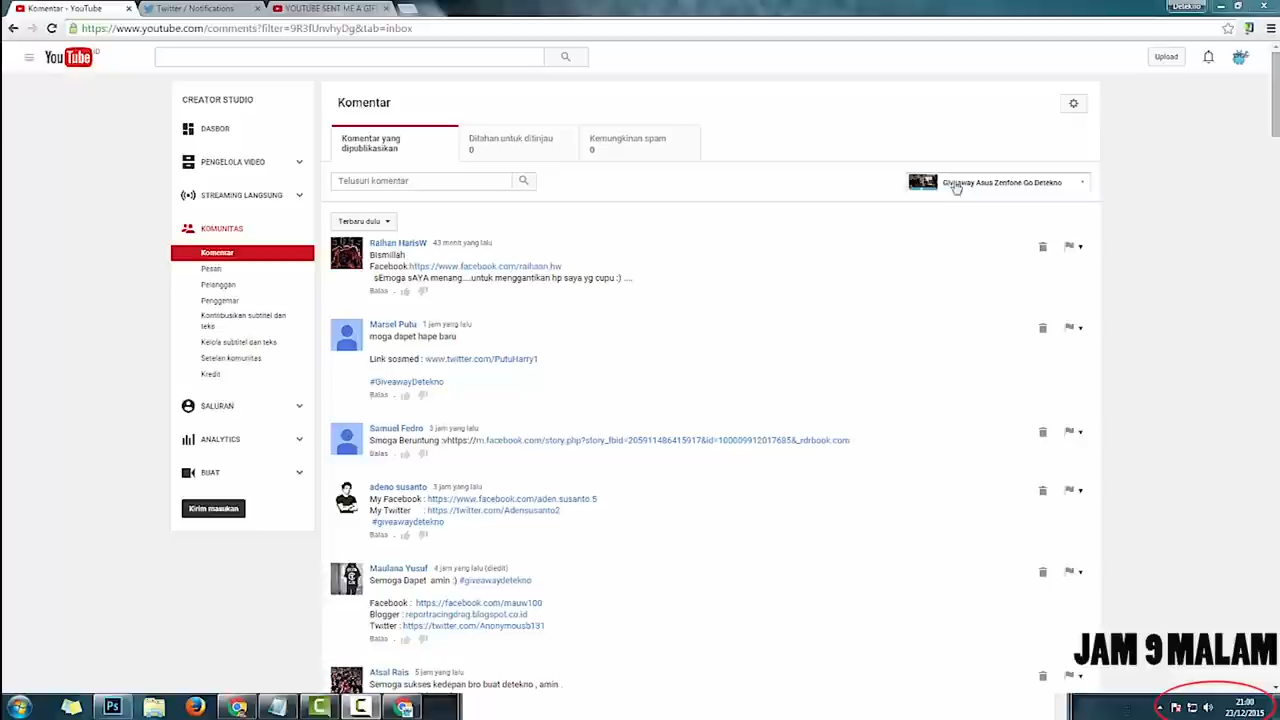 Komentar - YouTube
Twitter / Notifications
YOUTUBE SENT ME A GIF
Detekno
https://www.youtube.com/comments?filter=9R3fUnvhyDg&tab=inbox
YouTube ID
Upload
CREATOR STUDIO
DASBOR
PENGELOLA VIDEO
STREAMING LANGSUNG
KOMUNITAS
Komentar
Pesan
Pelanggan
Penggemar
Kontribusikan subtitel dan
teks
Kelola subtitel dan teks
Setelan komunitas
Kredit
SALURAN
ANALYTICS
BUAT
Kirim masukan
Komentar
Komentar yang
dipublikasikan
Ditahan untuk ditinjau
0
Kemungkinan spam
0
Telusuri komentar
Giveaway Asus Zenfone Go Detekno
Terbaru dulu
Raihan HarisW 43 menit yang lalu
Bismillah
Facebook:https://www.facebook.com/raihaan.hw
sEmoga sAYA menang....untuk menggantikan hp saya yg cupu :) ....
Balas
Marsel Putu 1 jam yang lalu
moga dapet hape baru
Link sosmed : www.twitter.com/PutuHarry1
#GiveawayDetekno
Balas
Samuel Fedro 3 jam yang lalu
Smoga Beruntung :vhttps://m.facebook.com/story.php?story_fbid=205911486415917&id=100009912017685&_rdrbook.com
Balas
adeno susanto 3 jam yang lalu
My Facebook : https://www.facebook.com/aden.susanto.5
My Twitter : https://twitter.com/Adensusanto2
#giveawaydetekno
Balas
Maulana Yusuf 4 jam yang lalu (diedit)
Semoga Dapet amin :) #giveawaydetekno
Facebook : https://facebook.com/mauw100
Blogger : reportracingdrag.blogspot.co.id
Twitter : https://twitter.com/Anonymousb131
Balas
Afsal Rais 5 jam yang lalu
Semoga sukses kedepan bro buat detekno , amin .
JAM 9 MALAM
Ps
21:00
23/12/2015